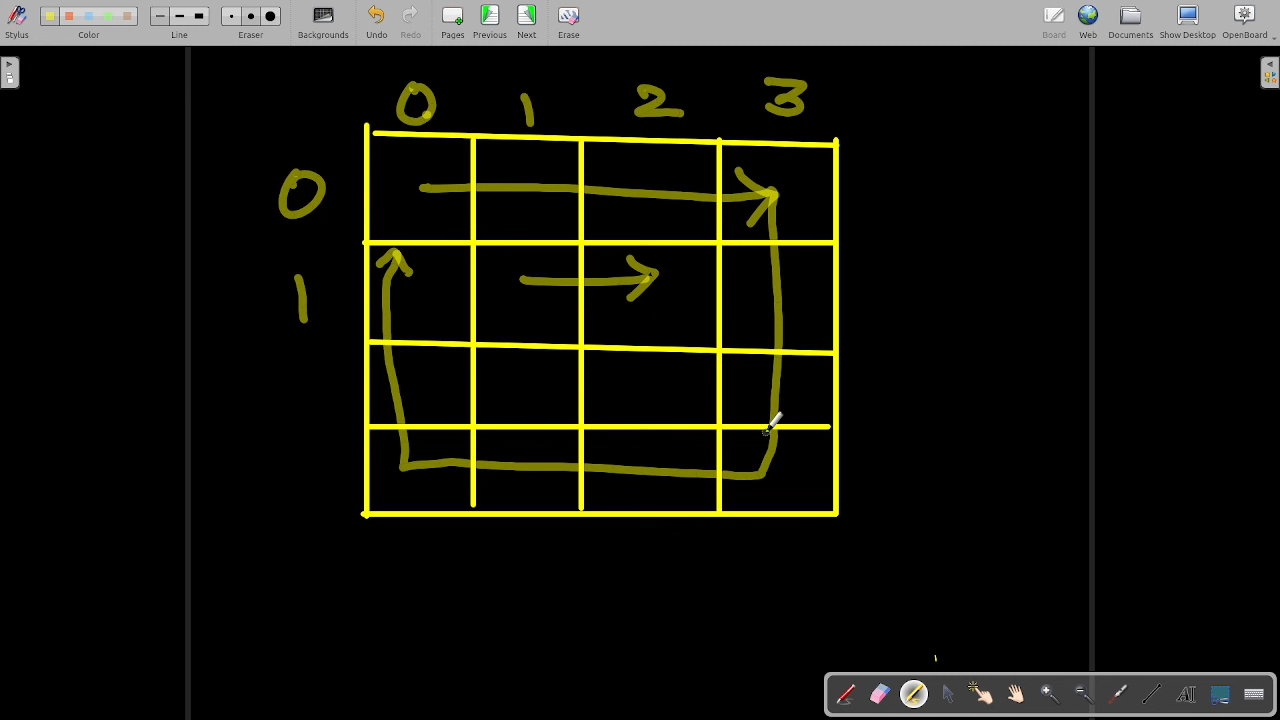 Stylus Color Line Eraser Backgrounds Undo Redo Pages Previous Next Erase Board Web Documents Show Desktop OpenBoard
0 1 2 3
0
1